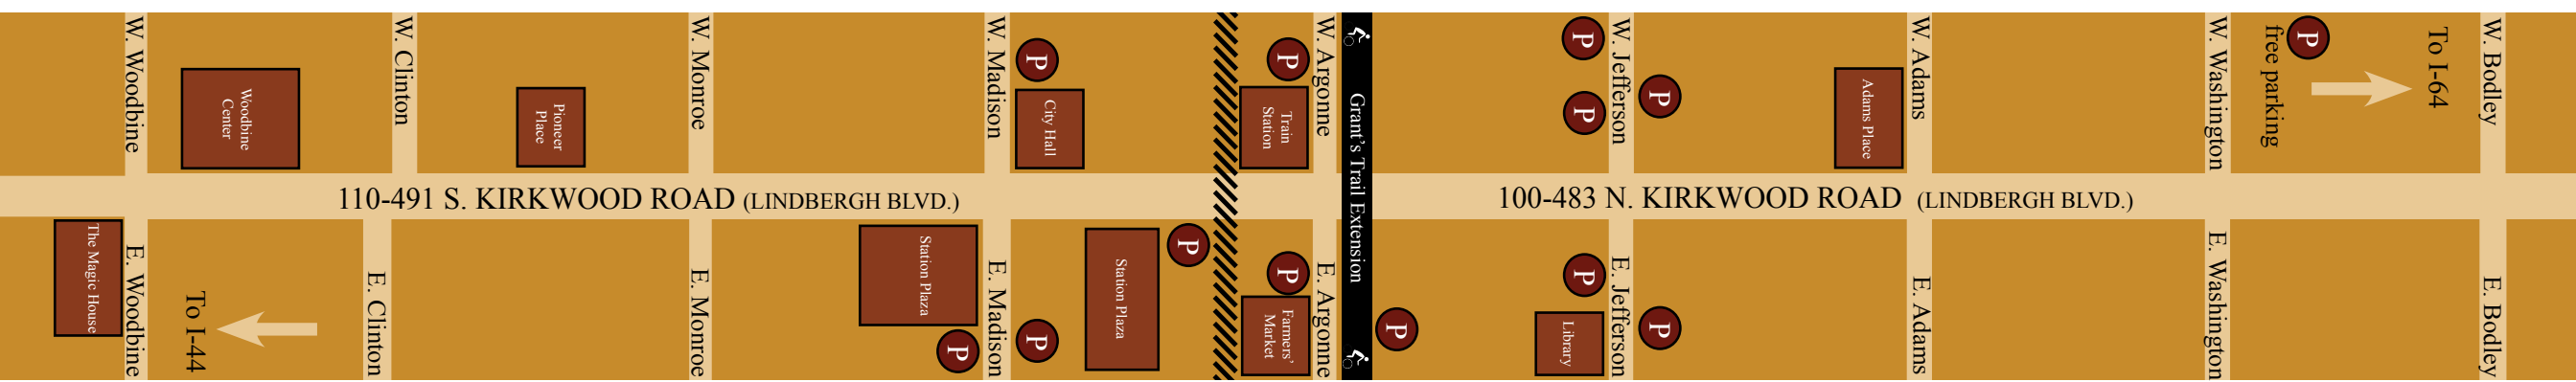 W. Woodbine
W. Clinton
W. Monroe
W. Madison
W. Argonne
W. Jefferson
W. Adams
W. Washington
W. Bodley
Woodbine
Center
Pioneer
Place
P
City Hall
P
Train
Station
Grant's Trail Extension
P
P
P
Adams Place
P
free parking
To I-64
110-491 S. KIRKWOOD ROAD (LINDBERGH BLVD.)
100-483 N. KIRKWOOD ROAD (LINDBERGH BLVD.)
The Magic House
E. Woodbine
To I-44
E. Clinton
E. Monroe
Station Plaza
P
E. Madison
P
Station Plaza
P
P
Farmers'
Market
E. Argonne
P
P
Library
E. Jefferson
P
E. Adams
E. Washington
E. Bodley